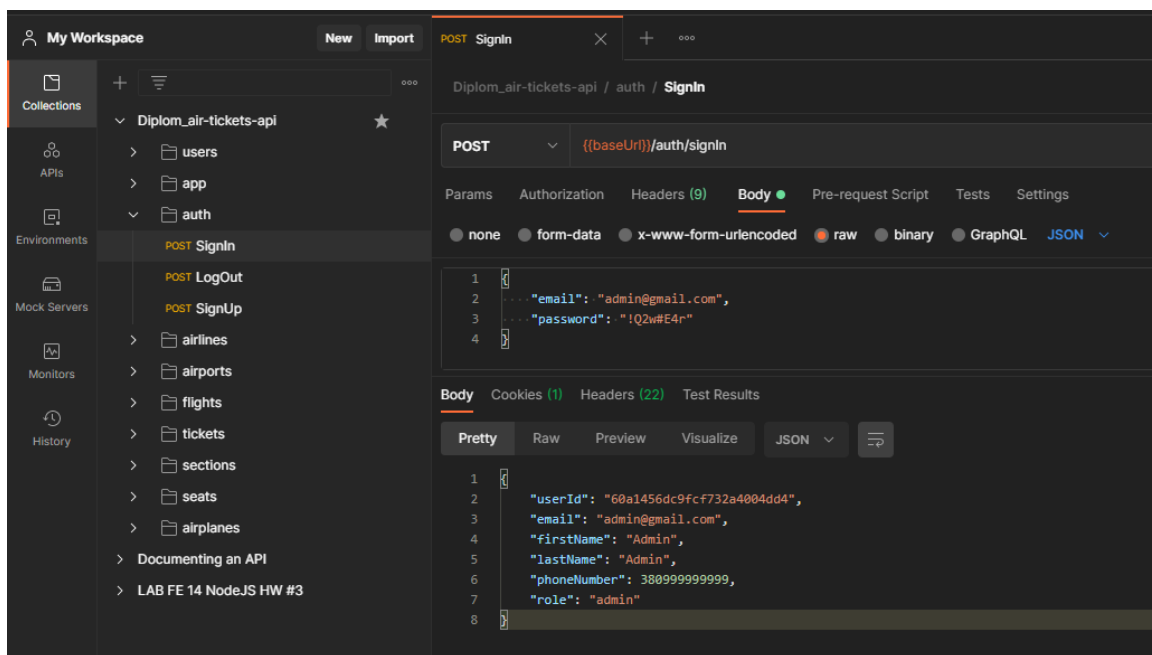 My Workspace
New
Import
Collections
APIs
Environments
Mock Servers
Monitors
History
Diplom_air-tickets-api
users
app
auth
POST SignIn
POST LogOut
POST SignUp
airlines
airports
flights
tickets
sections
seats
airplanes
Documenting an API
LAB FE 14 NodeJS HW #3
POST SignIn
Diplom_air-tickets-api / auth / SignIn
POST {{baseUrl}}/auth/signIn
Params Authorization Headers (9) Body Pre-request Script Tests Settings
none form-data x-www-form-urlencoded raw binary GraphQL JSON
1 {
2 ····"email":·"admin@gmail.com",
3 ····"password":·"!Q2w#E4r"
4 }
Body Cookies (1) Headers (22) Test Results
Pretty Raw Preview Visualize JSON
1 {
2 "userId": "60a1456dc9fcf732a4004dd4",
3 "email": "admin@gmail.com",
4 "firstName": "Admin",
5 "lastName": "Admin",
6 "phoneNumber": 380999999999,
7 "role": "admin"
8 }